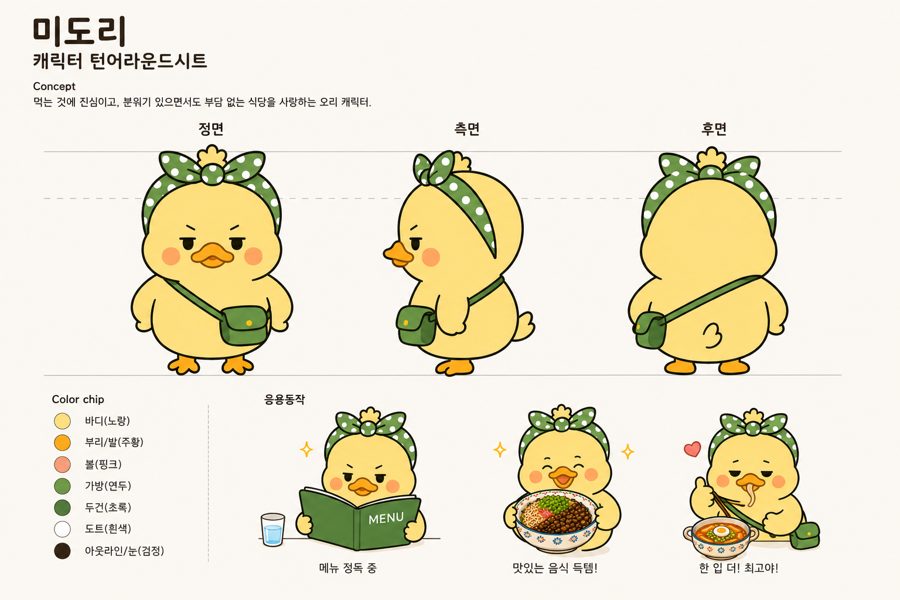 미도리
캐릭터 턴어라운드시트
Concept
먹는 것에 진심이고, 분위기 있으면서도 부담 없는 식당을 사랑하는 오리 캐릭터.
정면
측면
후면
Color chip
바디(노랑)
부리/발(주황)
볼(핑크)
가방(연두)
두건(초록)
도트(흰색)
아웃라인/눈(검정)
응용동작
MENU
메뉴 정독 중
맛있는 음식 득템!
한 입 더! 최고야!